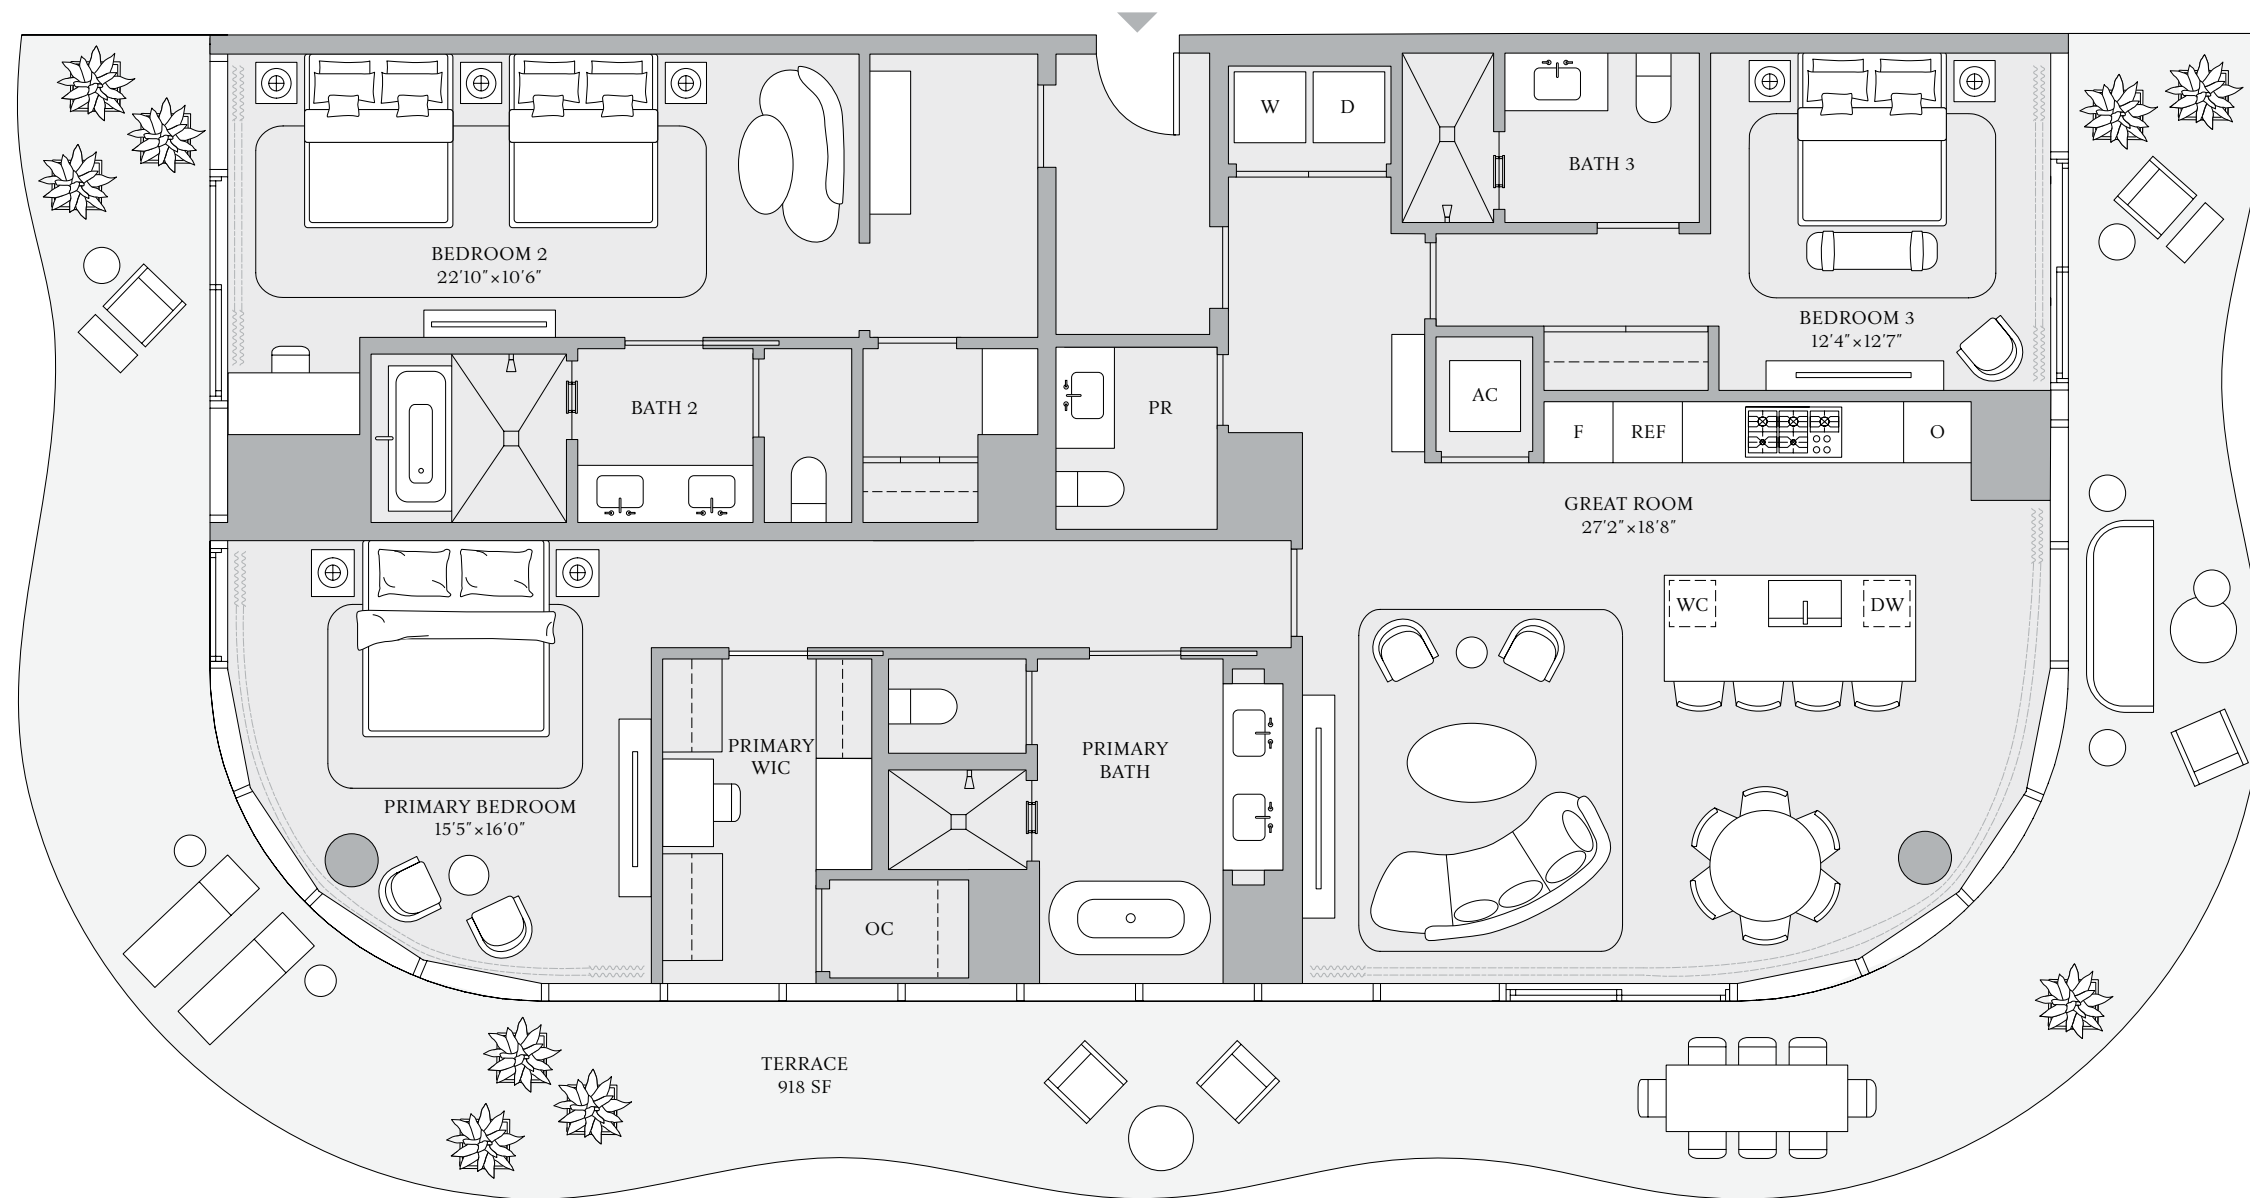 W
D
BATH 3
BEDROOM 2
22'10"×10'6"
BEDROOM 3
12'4"×12'7"
BATH 2
PR
AC
F
REF
O
GREAT ROOM
27'2"×18'8"
WC
DW
PRIMARY
WIC
PRIMARY
BATH
PRIMARY BEDROOM
15'5"×16'0"
OC
TERRACE
918 SF